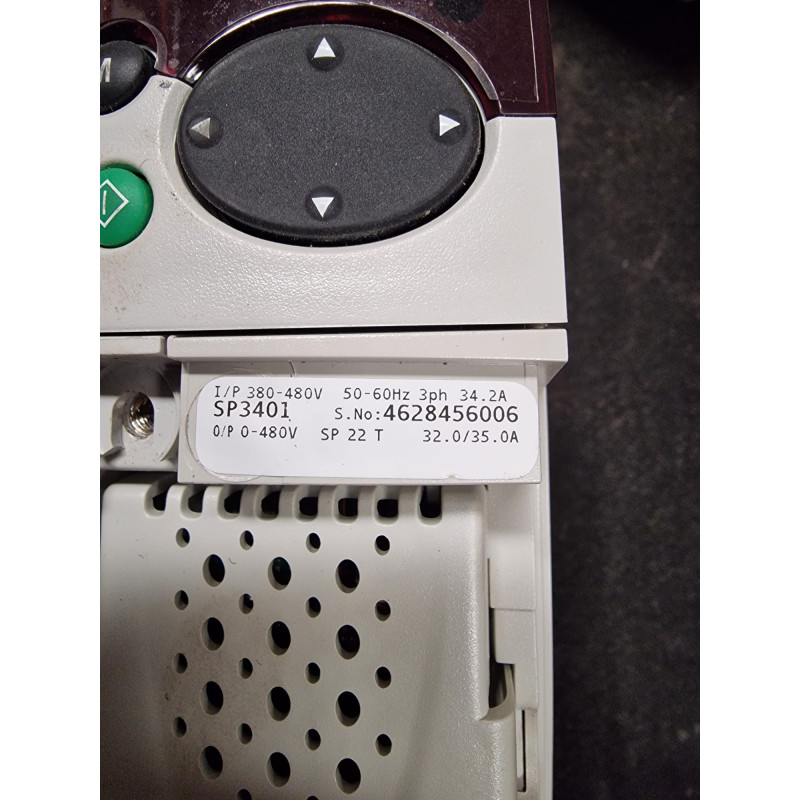 M
I/P 380-480V 50-60Hz 3ph 34.2A
SP3401 S.No:4628456006
O/P 0-480V SP 22 T 32.0/35.0A